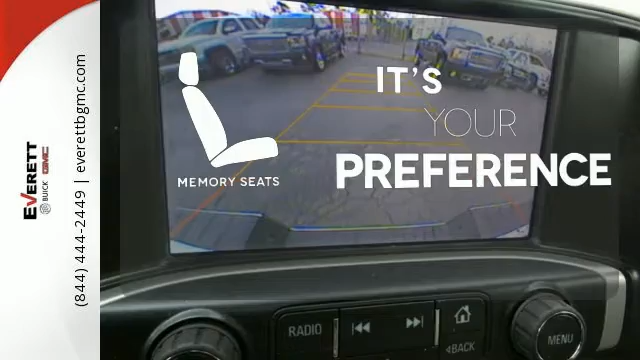 EVERETT
BUICK GMC
(844) 444-2449 | everettbgmc.com
MEMORY SEATS
IT'S
YOUR
PREFERENCE
RADIO
BACK
MENU